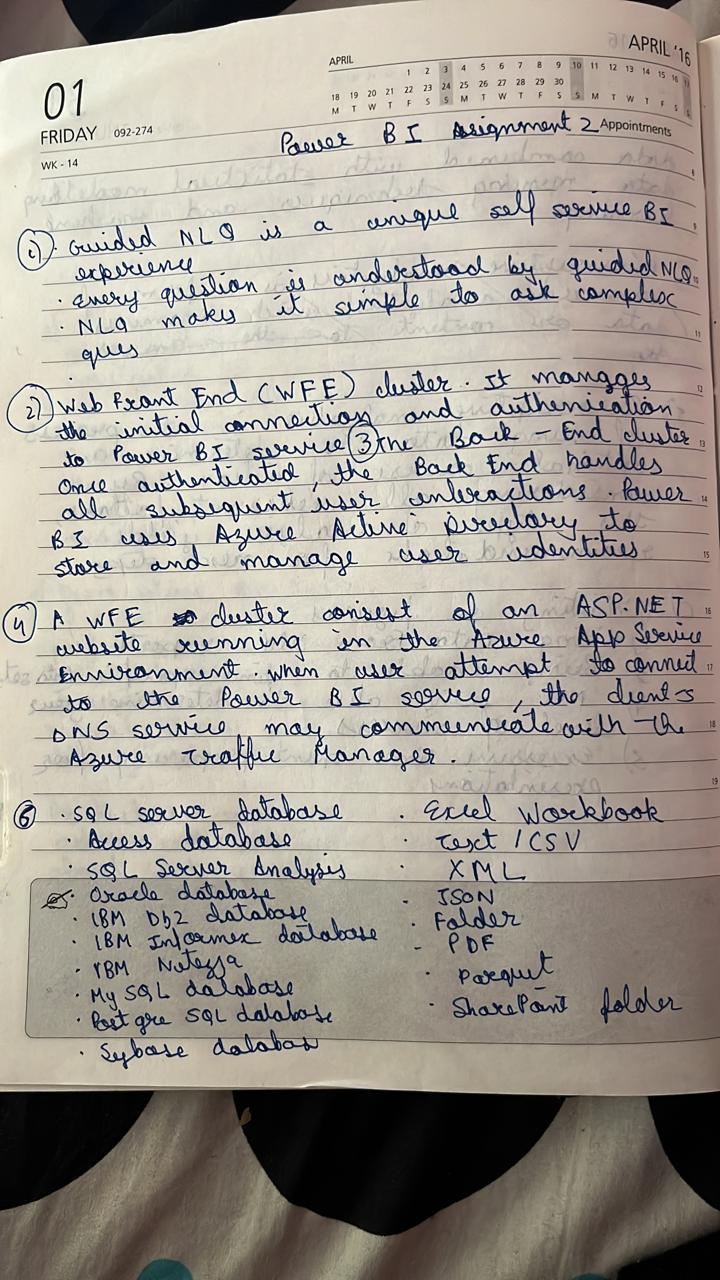 APRIL '16
APRIL
1 2 3 4 5 6 7 8 9 10 11 12 13 14 15 16 17
18 19 20 21 22 23 24 25 26 27 28 29 30
M T W T F S S M T W T F S S M T W T F S S
01
FRIDAY 092-274
WK - 14
Appointments
Power BI Assignment 2
1) . Guided NLQ is a unique self service BI
experience
. Every question is understood by guided NLQ
. NLQ makes it simple to ask complex
ques
.
2) Web Front End (WFE) cluster. It manages
the initial connection and authenication
to Power BI service 3 The Back - End cluster
Once authenticated, the Back End handles
all subsequent user interactions. Power
BI uses Azure Active Directory to
store and manage user identities
4 A WFE cluster consest of an ASP.NET
website running in the Azure App Service
Environment. when user attempt to connect
to the Power BI service, the client s
DNS service may communicate with the
Azure Traffic Manager.
6 . SQL server database . Excel Workbook
. Access database . Text / CSV
. SQL Server Analysis . XML
. Oracle database . JSON
. IBM Db2 database . Folder
. IBM Informex database - PDF
. IBM Netezza . Parquet
. My SQL database . SharePoint folder
. Post gre SQL database
. Sybase databas
8
9
10
11
12
13
14
15
16
17
18
19